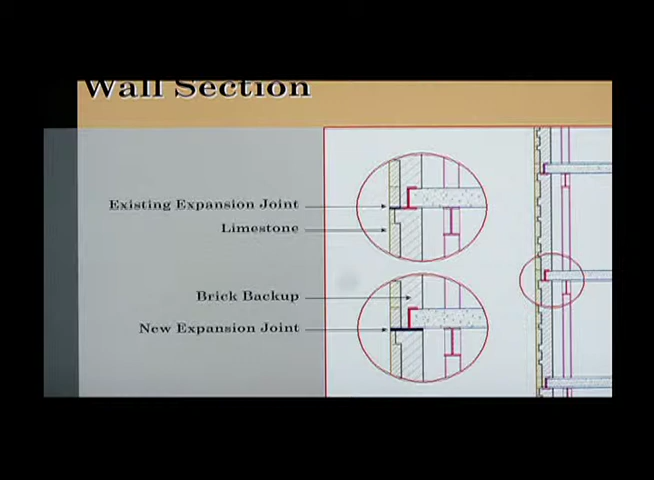 Wall Section
Existing Expansion Joint
Limestone
Brick Backup
New Expansion Joint